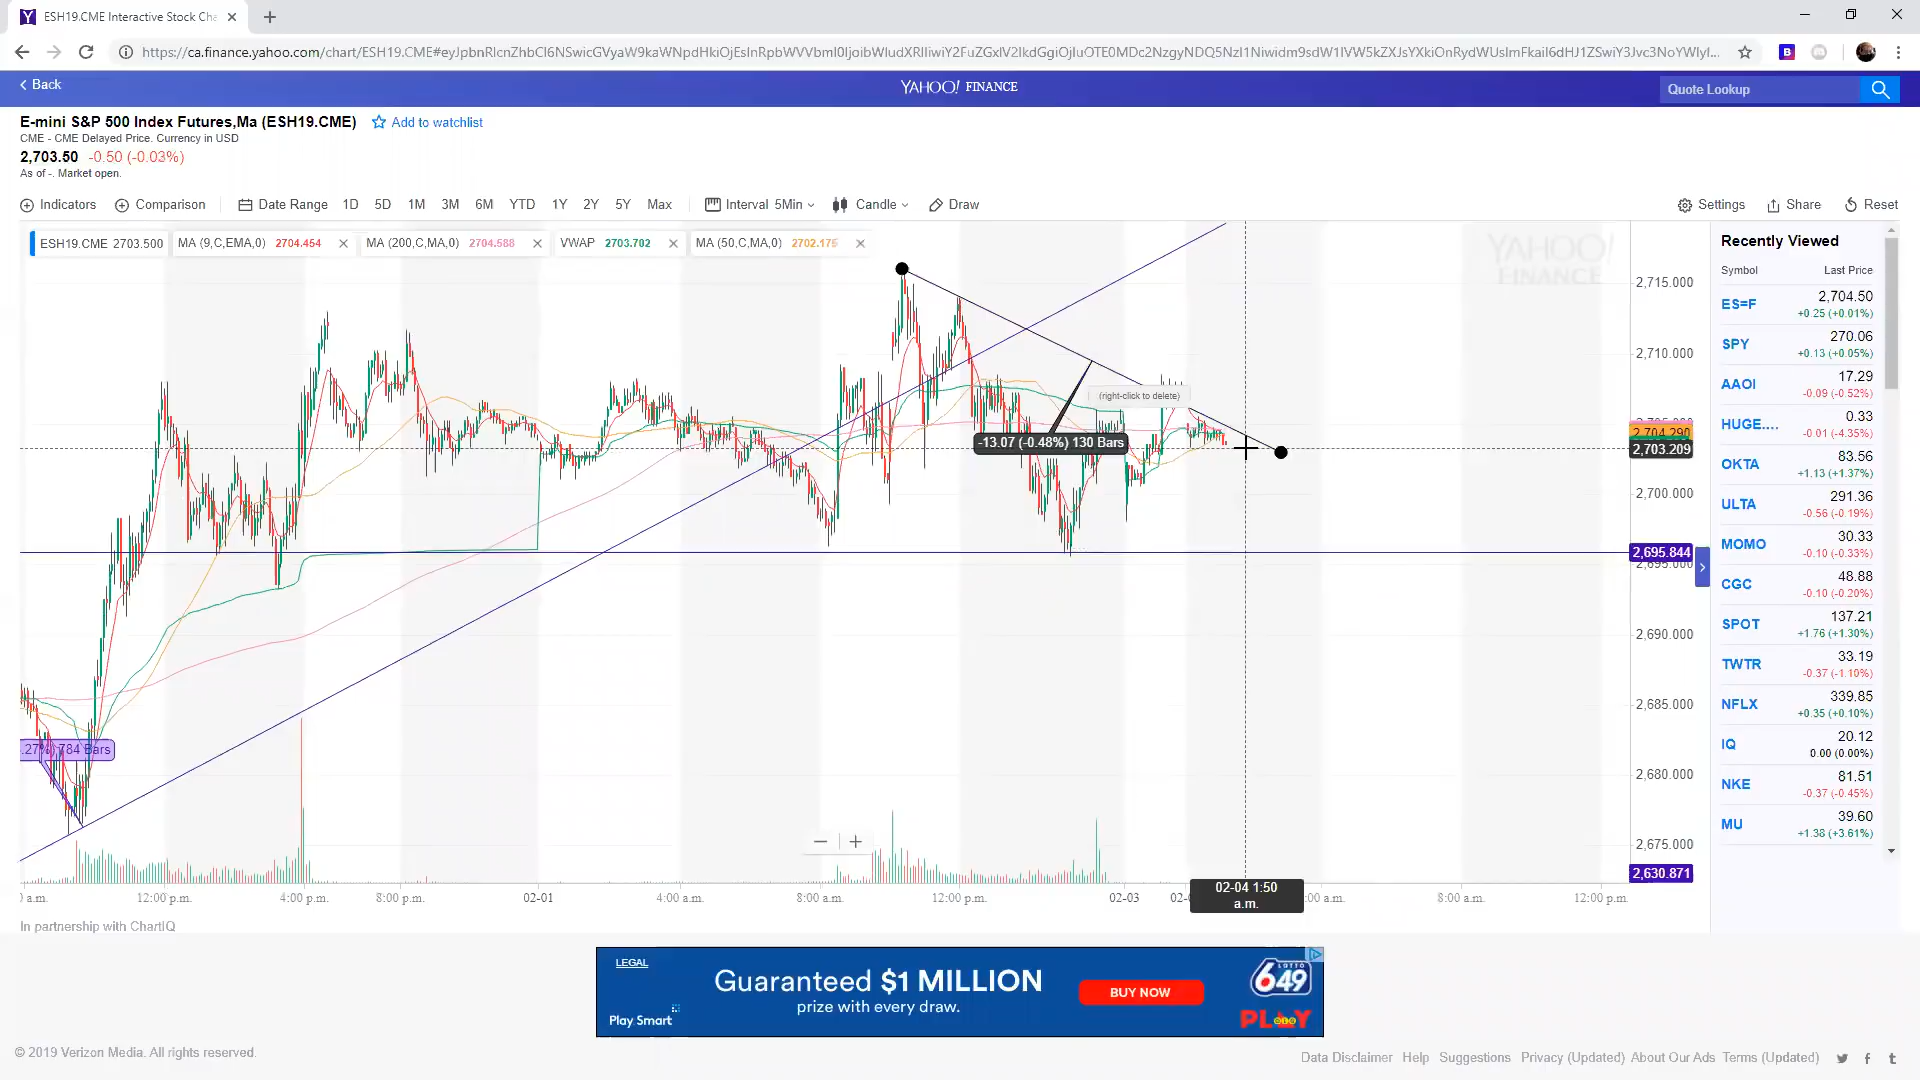 ESH19.CME Interactive Stock Cha
https://ca.finance.yahoo.com/chart/ESH19.CME
Back
YAHOO! FINANCE
Quote Lookup
E-mini S&P 500 Index Futures,Ma (ESH19.CME) Add to watchlist
CME - CME Delayed Price. Currency in USD
2,703.50 -0.50 (-0.03%)
As of -. Market open.
Indicators Comparison Date Range 1D 5D 1M 3M 6M YTD 1Y 2Y 5Y Max Interval 5Min Candle Draw Settings Share Reset
ESH19.CME 2703.500 MA (9,C,EMA,0) 2704.454 MA (200,C,MA,0) 2704.588 VWAP 2703.702 MA (50,C,MA,0) 2702.175
YAHOO!
FINANCE
2,715.000
2,710.000
(right-click to delete)
-13.07 (-0.48%) 130 Bars
2,704.290
2,703.209
2,700.000
2,695.844
2,695.000
2,690.000
2,685.000
.27%) 784 Bars
2,680.000
2,675.000
2,630.871
a.m. 12:00 p.m. 4:00 p.m. 8:00 p.m. 02-01 4:00 a.m. 8:00 a.m. 12:00 p.m. 02-03 02-0 :00 a.m. 8:00 a.m. 12:00 p.m.
02-04 1:50
a.m.
In partnership with ChartIQ
Recently Viewed
Symbol Last Price
ES=F 2,704.50
+0.25 (+0.01%)
SPY 270.06
+0.13 (+0.05%)
AAOI 17.29
-0.09 (-0.52%)
HUGE.... 0.33
-0.01 (-4.35%)
OKTA 83.56
+1.13 (+1.37%)
ULTA 291.36
-0.56 (-0.19%)
MOMO 30.33
-0.10 (-0.33%)
CGC 48.88
-0.10 (-0.20%)
SPOT 137.21
+1.76 (+1.30%)
TWTR 33.19
-0.37 (-1.10%)
NFLX 339.85
+0.35 (+0.10%)
IQ 20.12
0.00 (0.00%)
NKE 81.51
-0.37 (-0.45%)
MU 39.60
+1.38 (+3.61%)
LEGAL
Guaranteed $1 MILLION
prize with every draw.
Play Smart
BUY NOW
LOTTO
649
PLAY
© 2019 Verizon Media. All rights reserved.
Data Disclaimer Help Suggestions Privacy (Updated) About Our Ads Terms (Updated)